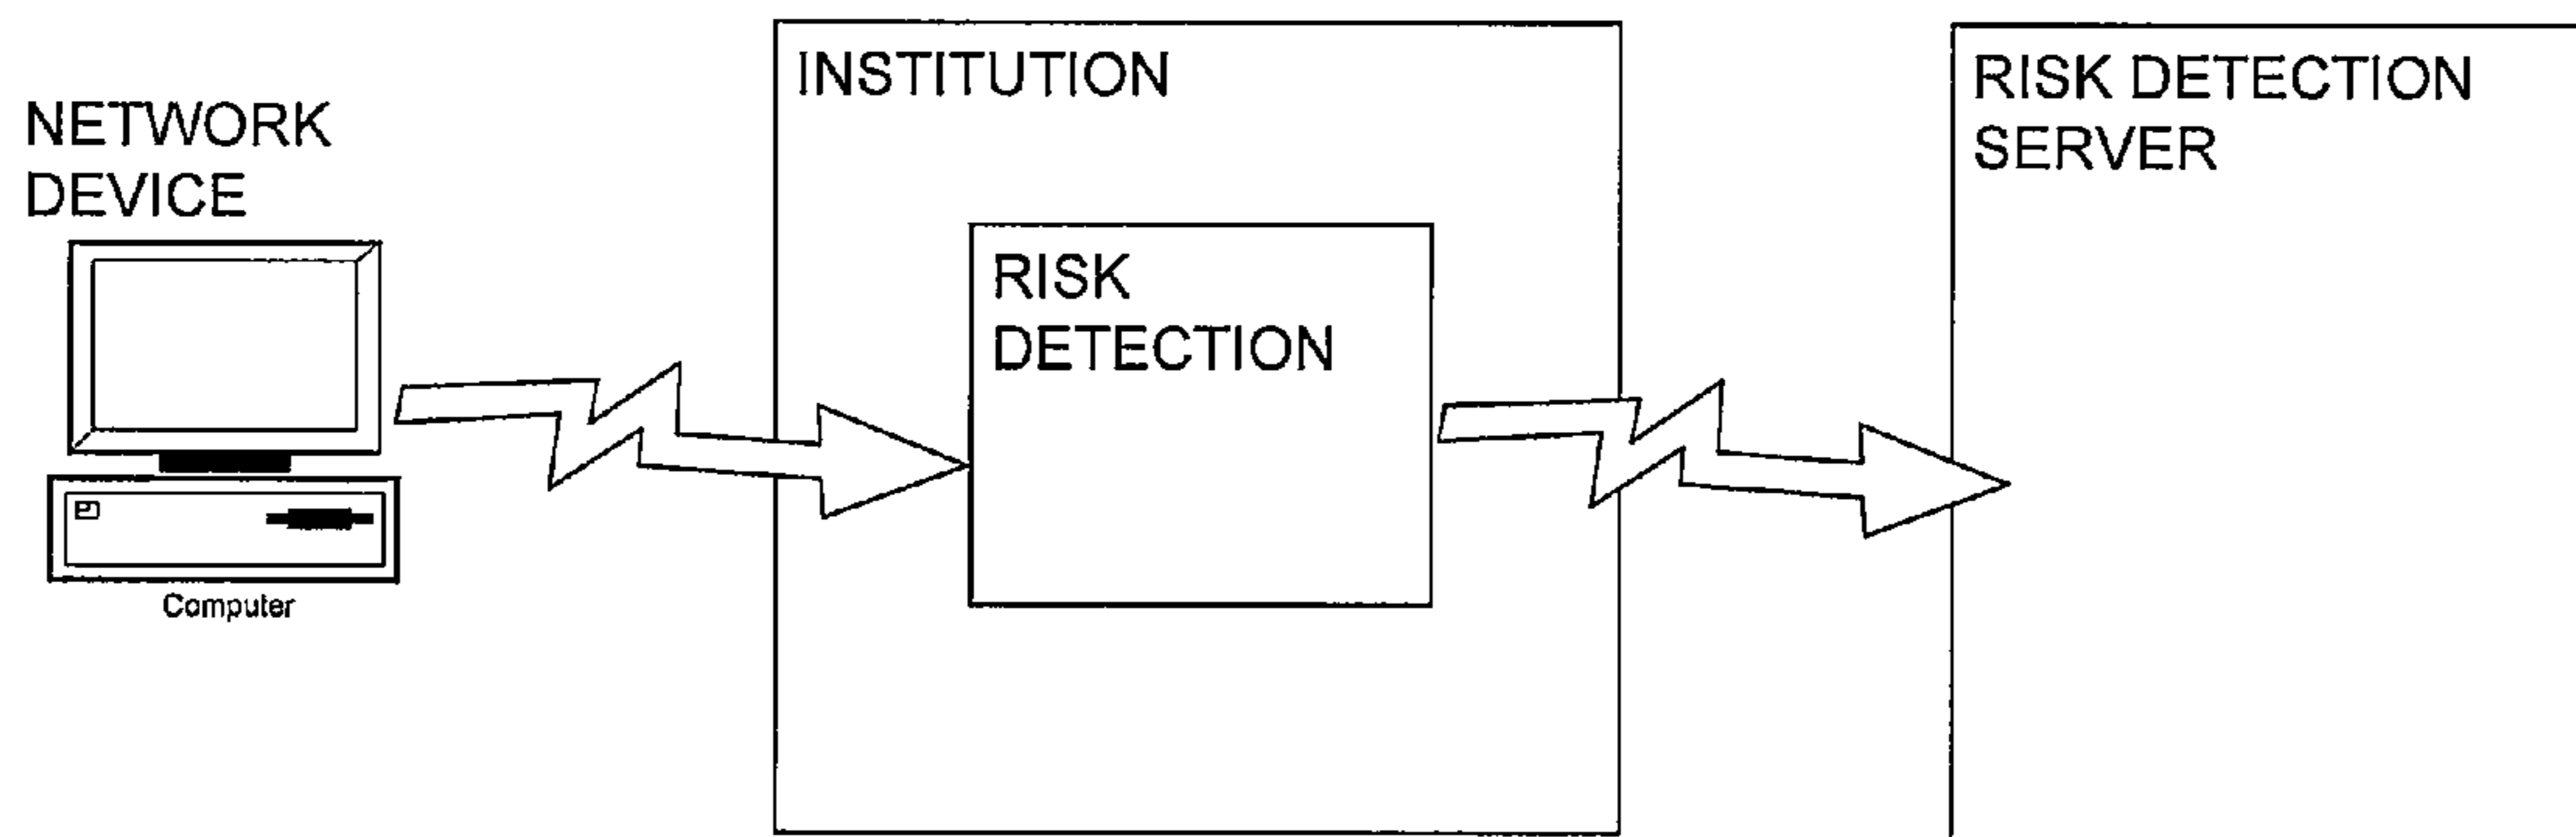 NETWORK
DEVICE
Computer
INSTITUTION
RISK
DETECTION
RISK DETECTION
SERVER